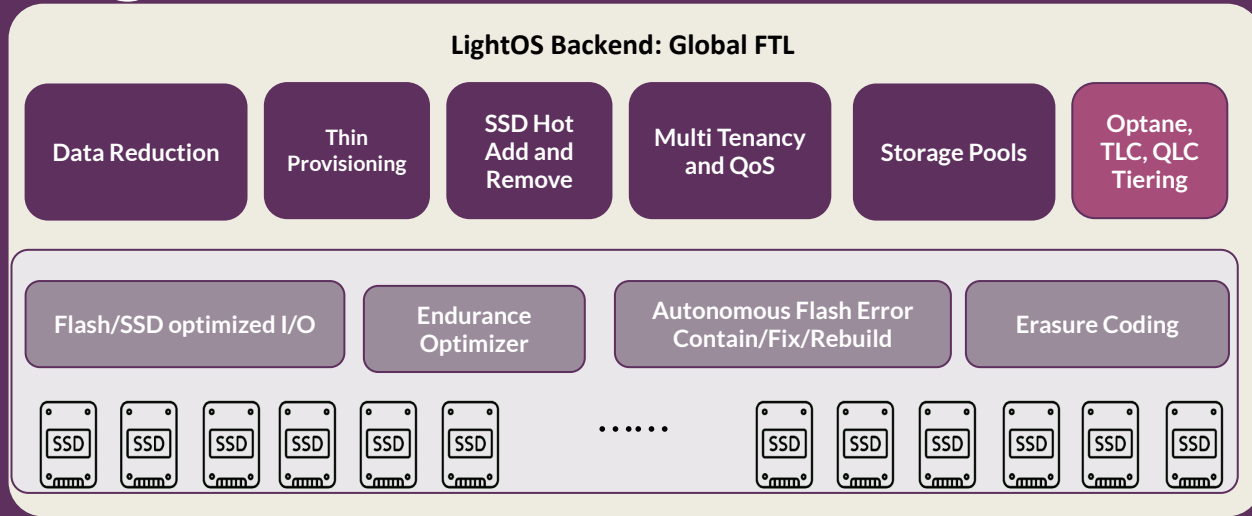 LightOS Backend: Global FTL
Data Reduction
Thin
Provisioning
SSD Hot
Add and
Remove
Multi Tenancy
and QoS
Storage Pools
Optane,
TLC, QLC
Tiering
Flash/SSD optimized I/O
Endurance
Optimizer
Autonomous Flash Error
Contain/Fix/Rebuild
Erasure Coding
SSD SSD SSD SSD SSD SSD ...... SSD SSD SSD SSD SSD SSD